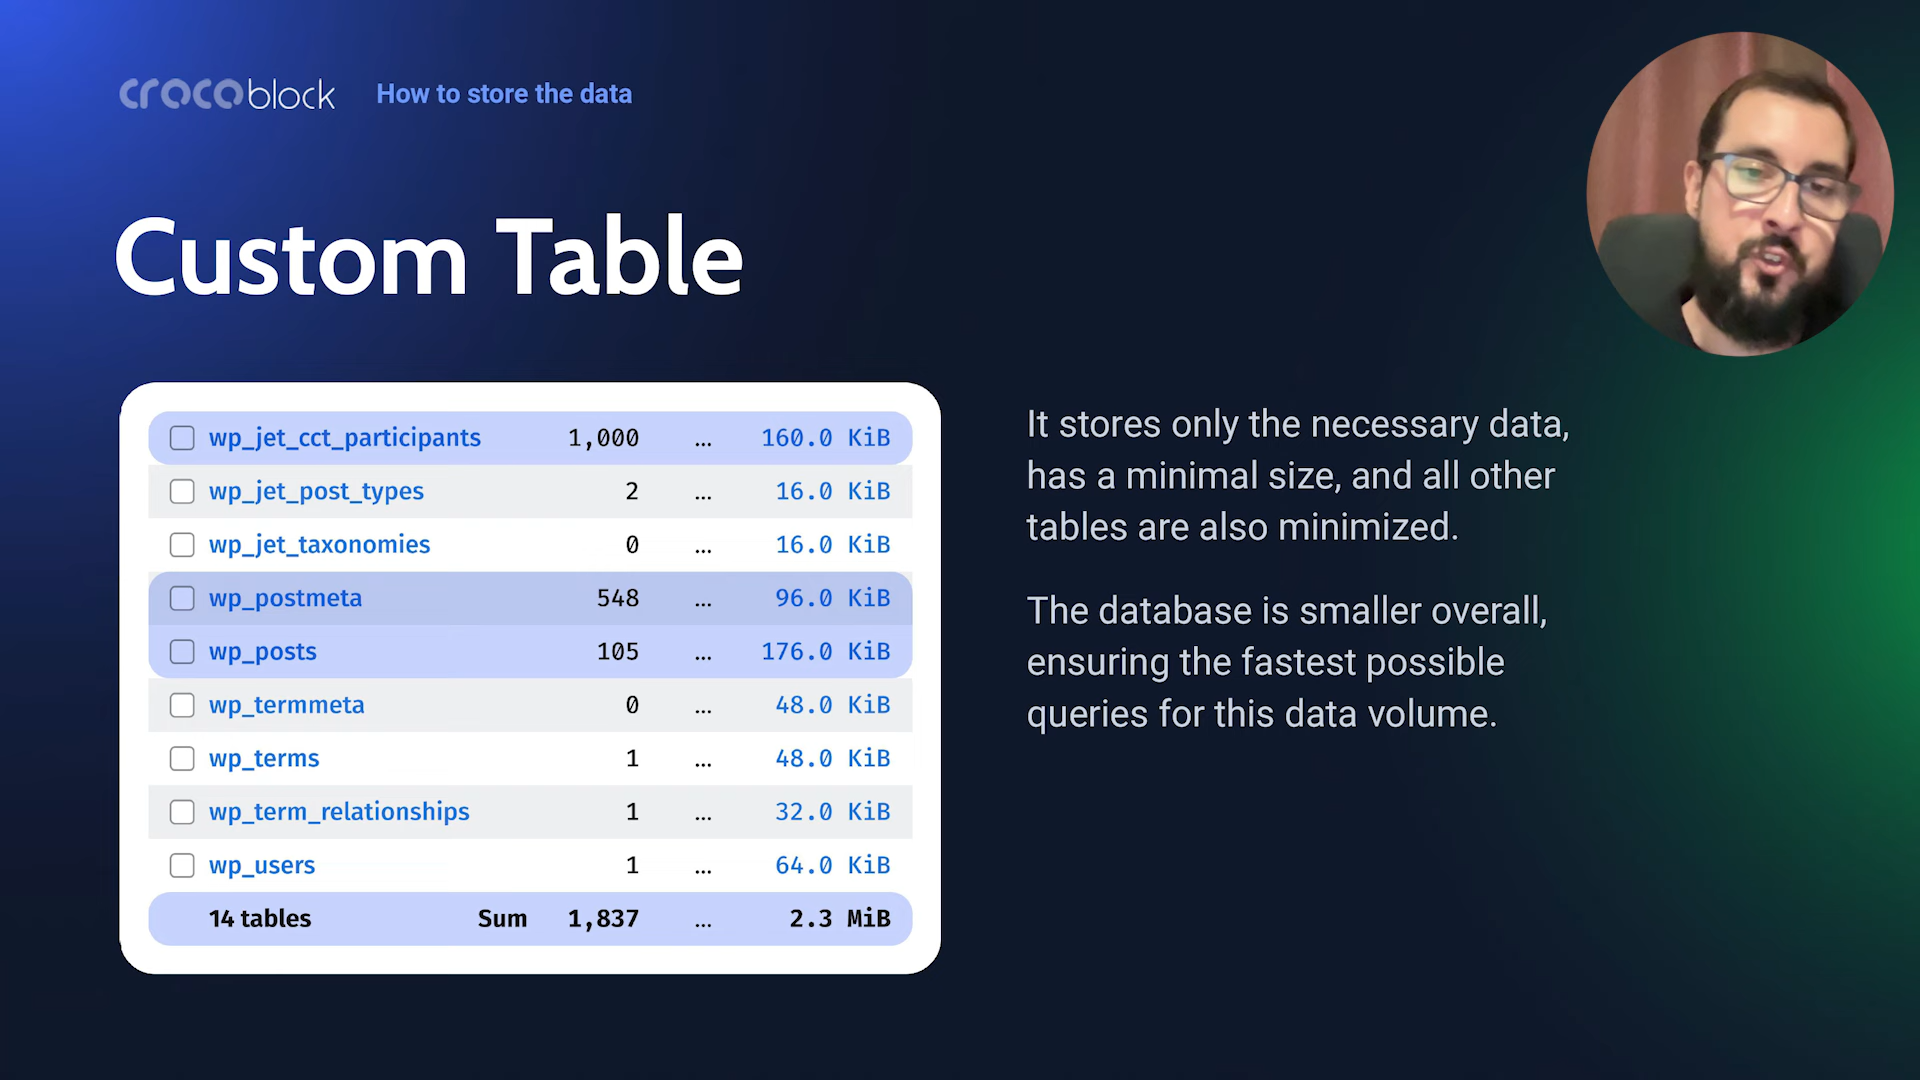 crocoblock How to store the data
Custom Table
wp_jet_cct_participants 1,000 ... 160.0 KiB
wp_jet_post_types 2 ... 16.0 KiB
wp_jet_taxonomies 0 ... 16.0 KiB
wp_postmeta 548 ... 96.0 KiB
wp_posts 105 ... 176.0 KiB
wp_termmeta 0 ... 48.0 KiB
wp_terms 1 ... 48.0 KiB
wp_term_relationships 1 ... 32.0 KiB
wp_users 1 ... 64.0 KiB
14 tables Sum 1,837 ... 2.3 MiB
It stores only the necessary data,
has a minimal size, and all other
tables are also minimized.
The database is smaller overall,
ensuring the fastest possible
queries for this data volume.